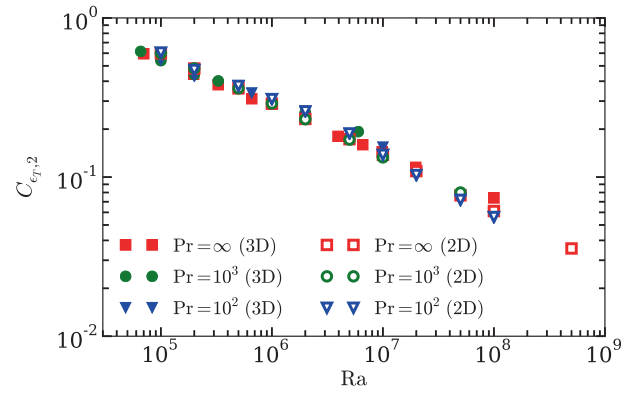 10^0
10^-1
10^-2
C_{ϵ_T,2}
Pr=∞ (3D) Pr=∞ (2D)
Pr=10^3 (3D) Pr=10^3 (2D)
Pr=10^2 (3D) Pr=10^2 (2D)
10^5 10^6 10^7 10^8 10^9
Ra